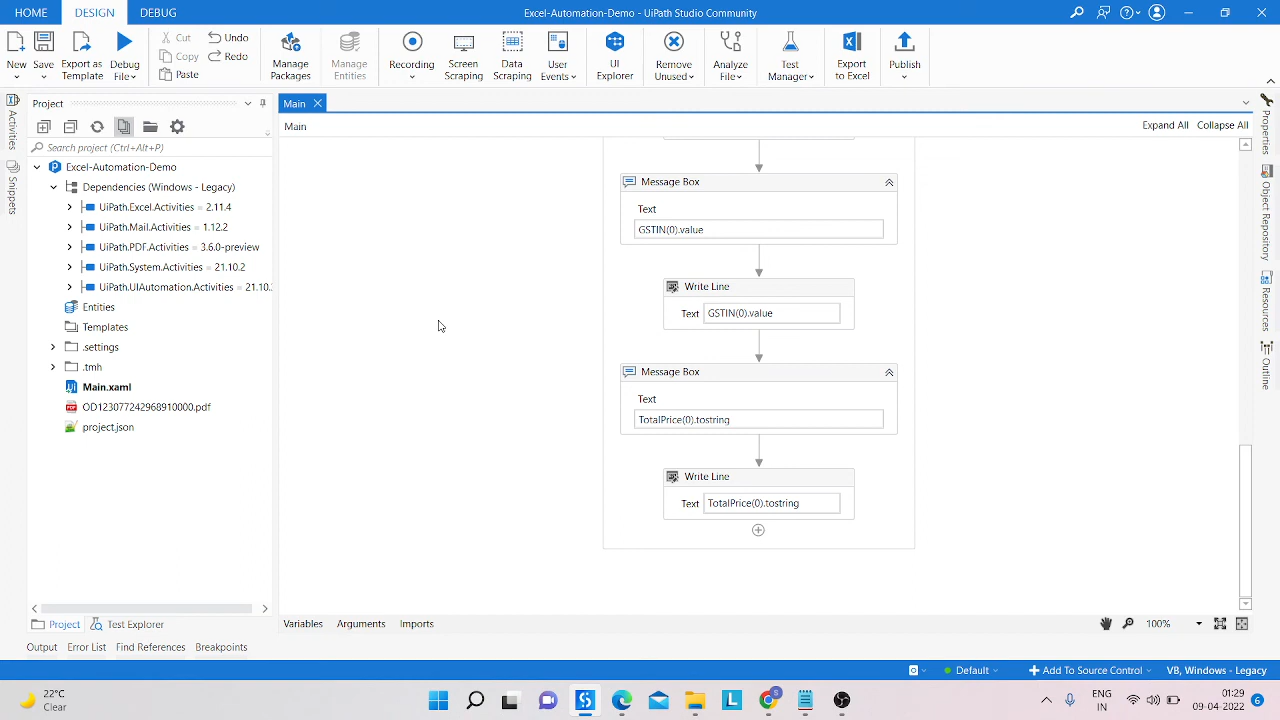 HOME
DESIGN
DEBUG
Excel-Automation-Demo - UiPath Studio Community
New
Save
Export as
Template
Debug
File
Cut
Copy
Paste
Undo
Redo
Manage
Packages
Manage
Entities
Recording
Screen
Scraping
Data
Scraping
User
Events
UI
Explorer
Remove
Unused
Analyze
File
Test
Manager
Export
to Excel
Publish
Activities
Snippets
Project
Search project (Ctrl+Alt+P)
Excel-Automation-Demo
Dependencies (Windows - Legacy)
UiPath.Excel.Activities = 2.11.4
UiPath.Mail.Activities = 1.12.2
UiPath.PDF.Activities = 3.6.0-preview
UiPath.System.Activities = 21.10.2
UiPath.UIAutomation.Activities = 21.10.
Entities
Templates
.settings
.tmh
Main.xaml
OD123077242968910000.pdf
project.json
Project
Test Explorer
Main
Main
Expand All
Collapse All
Message Box
Text
GSTIN(0).value
Write Line
Text GSTIN(0).value
Message Box
Text
TotalPrice(0).tostring
Write Line
Text TotalPrice(0).tostring
Variables
Arguments
Imports
100%
Properties
Object Repository
Resources
Outline
Output
Error List
Find References
Breakpoints
Default
Add To Source Control
VB, Windows - Legacy
22°C
Clear
ENG
IN
01:29
09-04-2022
6